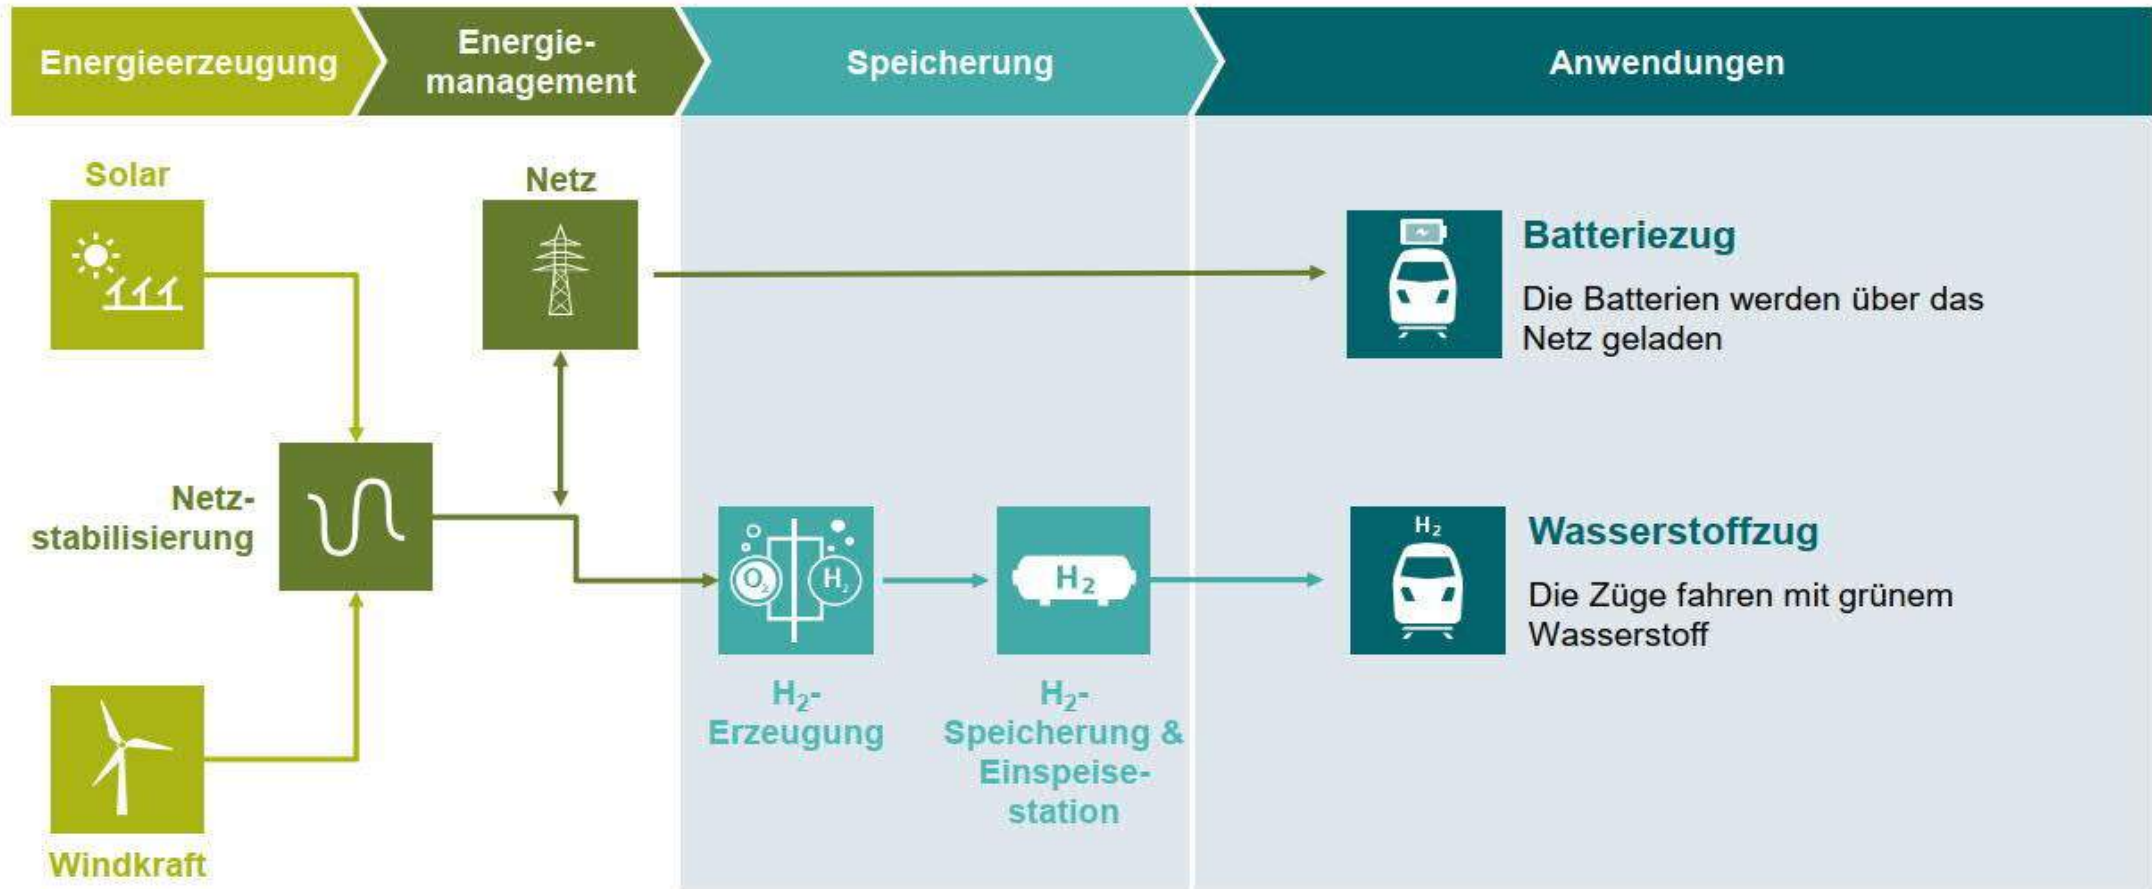 Energieerzeugung
Energie-
management
Speicherung
Anwendungen
Solar
Netz
Batteriezug
Die Batterien werden über das
Netz geladen
Netz-
stabilisierung
O₂
H₂
H₂
H₂
Wasserstoffzug
Die Züge fahren mit grünem
Wasserstoff
H₂-
Erzeugung
H₂-
Speicherung &
Einspeise-
station
Windkraft